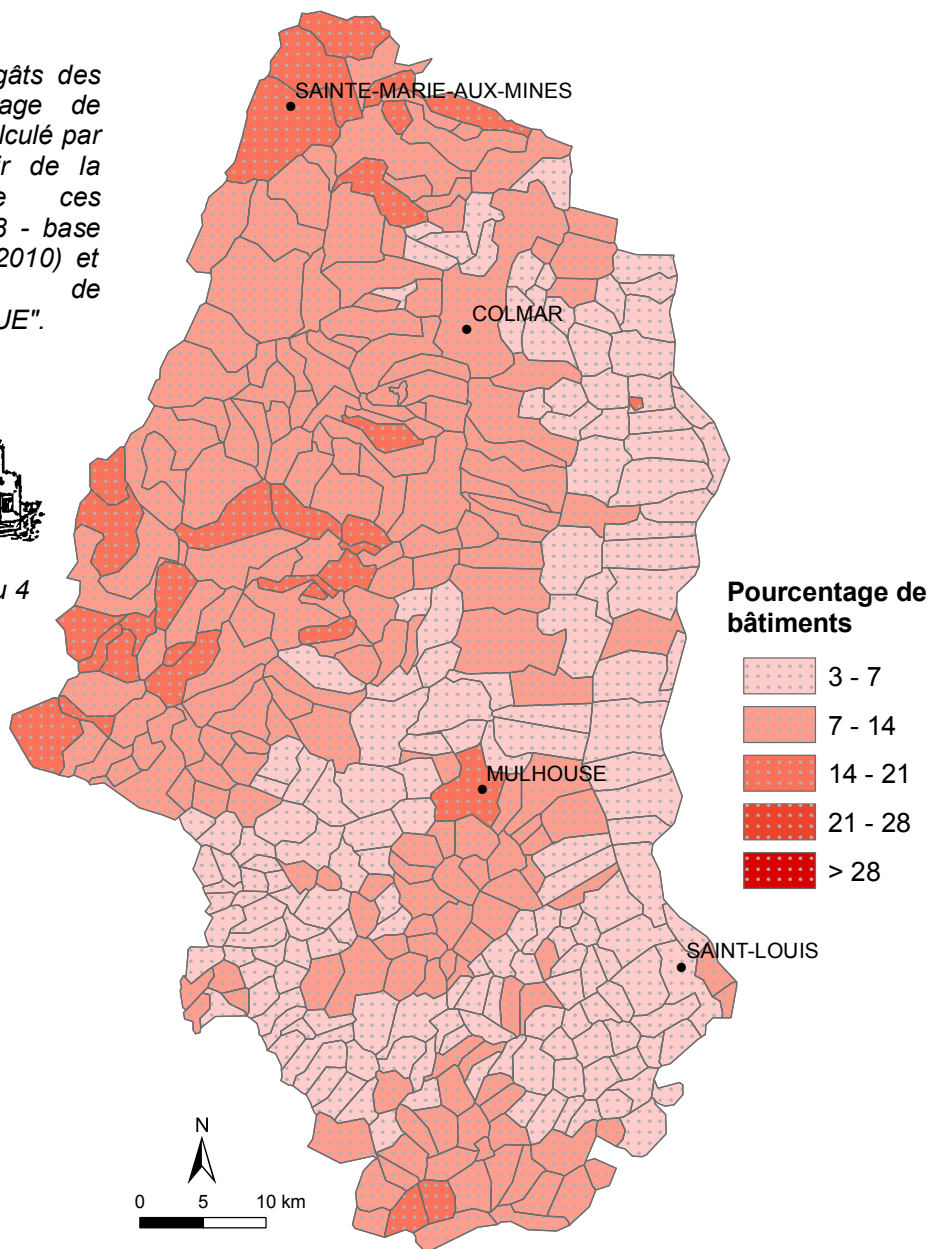 gâts des
age de
lculé par
ir de la
e ces
3 - base
2010) et
de
UE".
u 4
SAINTE-MARIE-AUX-MINES
COLMAR
MULHOUSE
SAINT-LOUIS
Pourcentage de
bâtiments
3 - 7
7 - 14
14 - 21
21 - 28
> 28
N
0 5 10 km